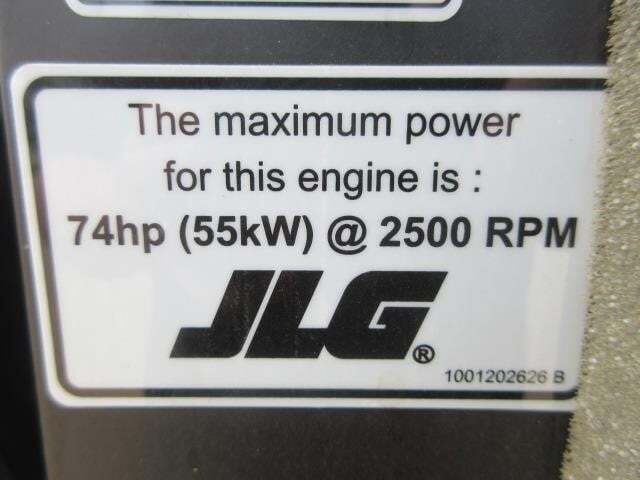 The maximum power
for this engine is :
74hp (55kW) @ 2500 RPM
JLG®
1001202626 B